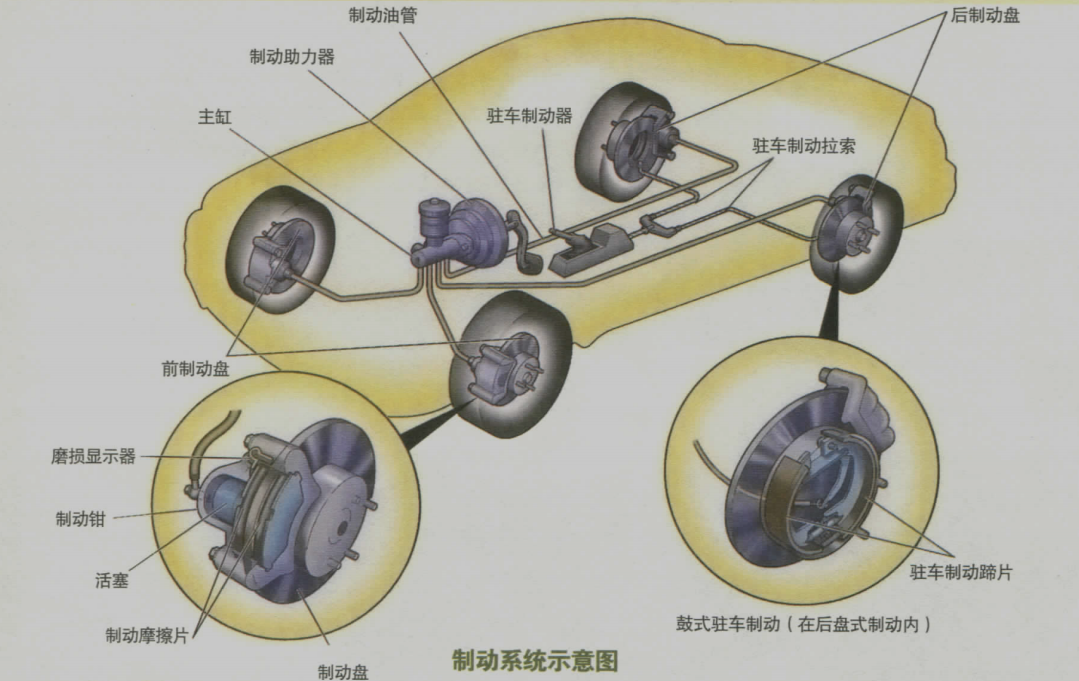 制动油管
后制动盘
制动助力器
主缸
驻车制动器
驻车制动拉索
前制动盘
磨损显示器
制动钳
活塞
制动摩擦片
制动盘
驻车制动蹄片
鼓式驻车制动（在后盘式制动内）
制动系统示意图